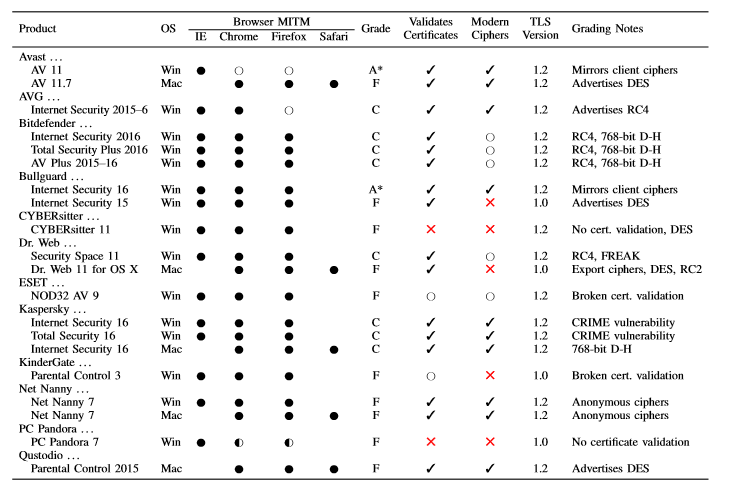 Product OS Browser MITM Grade Validates Certificates Modern Ciphers TLS Version Grading Notes
IE Chrome Firefox Safari
Avast ...
AV 11 Win ● ○ ○ A* ✓ ✓ 1.2 Mirrors client ciphers
AV 11.7 Mac ● ● ● F ✓ ✓ 1.2 Advertises DES
AVG ...
Internet Security 2015–6 Win ● ● ○ C ✓ ✓ 1.2 Advertises RC4
Bitdefender ...
Internet Security 2016 Win ● ● ● C ✓ ○ 1.2 RC4, 768-bit D-H
Total Security Plus 2016 Win ● ● ● C ✓ ○ 1.2 RC4, 768-bit D-H
AV Plus 2015–16 Win ● ● ● C ✓ ○ 1.2 RC4, 768-bit D-H
Bullguard ...
Internet Security 16 Win ● ● ● A* ✓ ✓ 1.2 Mirrors client ciphers
Internet Security 15 Win ● ● ● F ✓ ✕ 1.0 Advertises DES
CYBERsitter ...
CYBERsitter 11 Win ● ● ● F ✕ ✕ 1.2 No cert. validation, DES
Dr. Web ...
Security Space 11 Win ● ● ● C ✓ ○ 1.2 RC4, FREAK
Dr. Web 11 for OS X Mac ● ● ● F ✓ ✕ 1.0 Export ciphers, DES, RC2
ESET ...
NOD32 AV 9 Win ● ● ● F ○ ○ 1.2 Broken cert. validation
Kaspersky ...
Internet Security 16 Win ● ● ● C ✓ ✓ 1.2 CRIME vulnerability
Total Security 16 Win ● ● ● C ✓ ✓ 1.2 CRIME vulnerability
Internet Security 16 Mac ● ● ● C ✓ ✓ 1.2 768-bit D-H
KinderGate ...
Parental Control 3 Win ● ● ● F ○ ✕ 1.0 Broken cert. validation
Net Nanny ...
Net Nanny 7 Win ● ● ● F ✓ ✓ 1.2 Anonymous ciphers
Net Nanny 7 Mac ● ● ● F ✓ ✓ 1.2 Anonymous ciphers
PC Pandora ...
PC Pandora 7 Win ● ◐ ◐ F ✕ ✕ 1.0 No certificate validation
Qustodio ...
Parental Control 2015 Mac ● ● ● F ✓ ✓ 1.2 Advertises DES